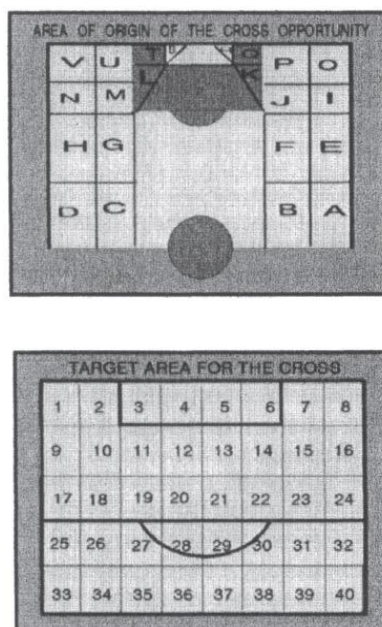 AREA OF ORIGIN OF THE CROSS OPPORTUNITY
V U T Q P O
N M L K J I
H G F E
D C B A
TARGET AREA FOR THE CROSS
1 2 3 4 5 6 7 8
9 10 11 12 13 14 15 16
17 18 19 20 21 22 23 24
25 26 27 28 29 30 31 32
33 34 35 36 37 38 39 40